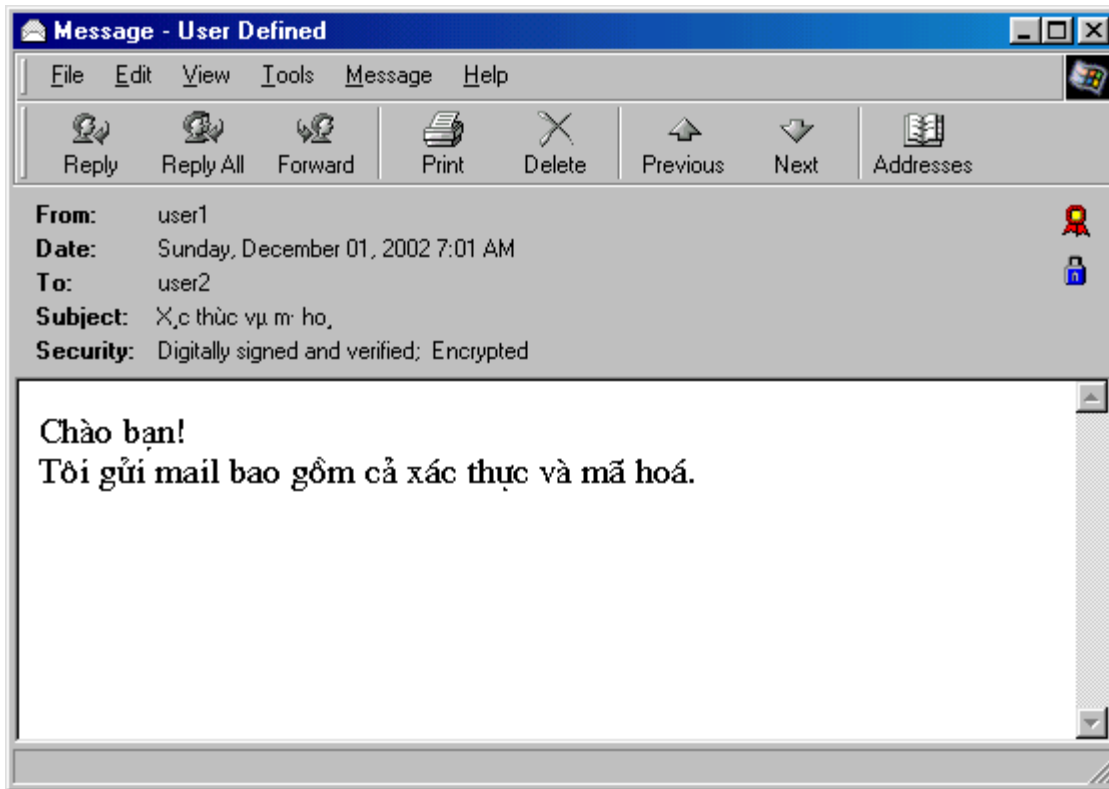 Message - User Defined
File Edit View Tools Message Help
Reply Reply All Forward Print Delete Previous Next Addresses
From: user1
Date: Sunday, December 01, 2002 7:01 AM
To: user2
Subject: X¸c thùc vµ m· ho¸
Security: Digitally signed and verified; Encrypted
Chào bạn!
Tôi gửi mail bao gồm cả xác thực và mã hoá.